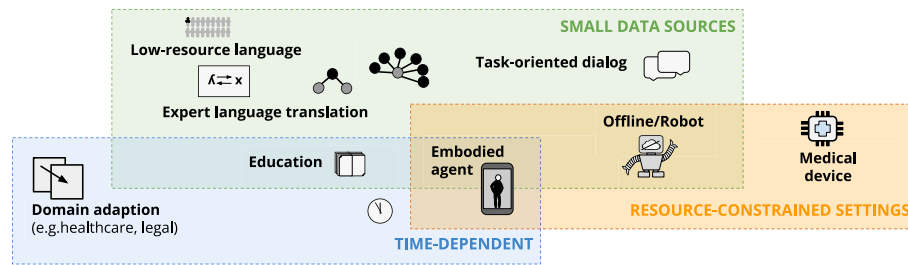 SMALL DATA SOURCES
Low-resource language
Task-oriented dialog
Expert language translation
Offline/Robot
Embodied
agent
Education
Medical
device
Domain adaption
(e.g.healthcare, legal)
RESOURCE-CONSTRAINED SETTINGS
TIME-DEPENDENT